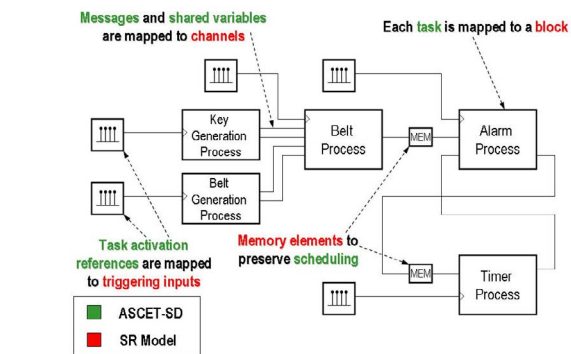 Messages and shared variables
are mapped to channels
Each task is mapped to a block
Key
Generation
Process
Belt
Process
MEM
Alarm
Process
Belt
Generation
Process
Task activation
references are mapped
to triggering inputs
Memory elements to
preserve scheduling
MEM
Timer
Process
ASCET-SD
SR Model